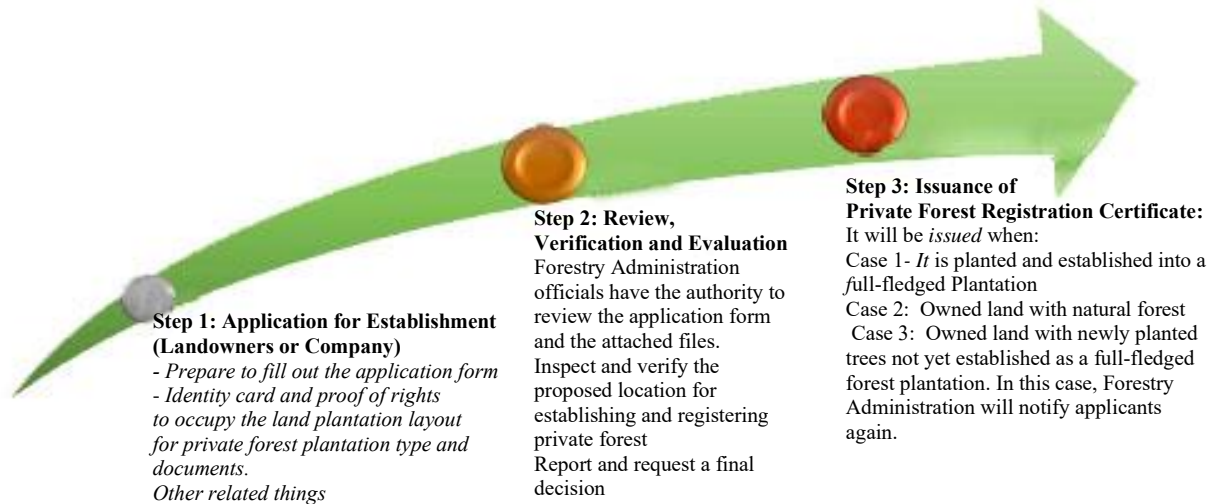 Step 1: Application for Establishment
(Landowners or Company)
- Prepare to fill out the application form
- Identity card and proof of rights
to occupy the land plantation layout
for private forest plantation type and
documents.
Other related things
Step 2: Review,
Verification and Evaluation
Forestry Administration
officials have the authority to
review the application form
and the attached files.
Inspect and verify the
proposed location for
establishing and registering
private forest
Report and request a final
decision
Step 3: Issuance of
Private Forest Registration Certificate:
It will be issued when:
Case 1- It is planted and established into a
full-fledged Plantation
Case 2: Owned land with natural forest
Case 3: Owned land with newly planted
trees not yet established as a full-fledged
forest plantation. In this case, Forestry
Administration will notify applicants
again.